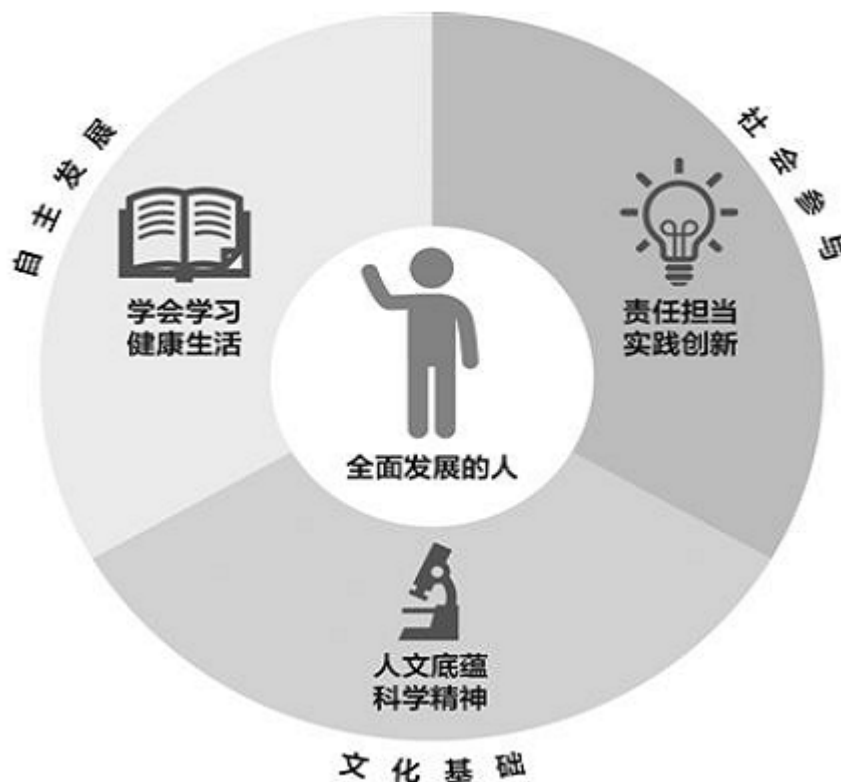 自主发展
学会学习
健康生活
社会参与
责任担当
实践创新
全面发展的人
人文底蕴
科学精神
文化基础